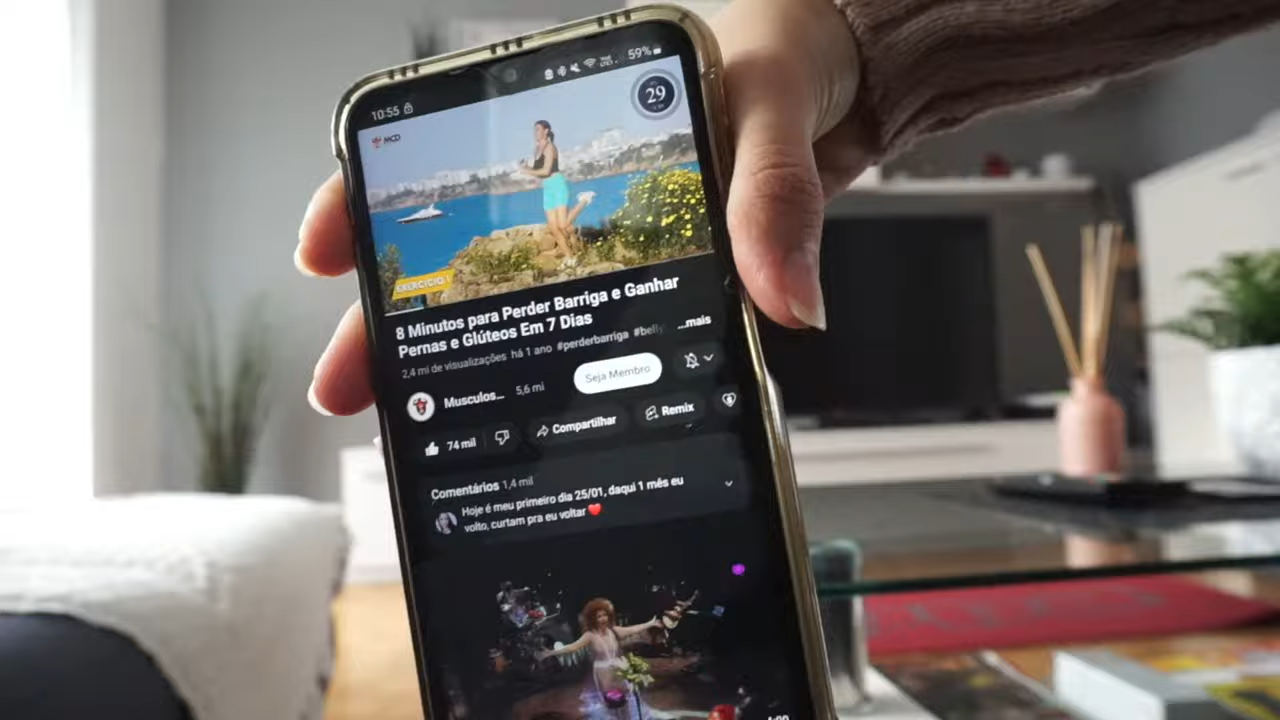 10:55
59%
MCD
29
EXERCÍCIO 1
8 Minutos para Perder Barriga e Ganhar
Pernas e Glúteos Em 7 Dias
2,4 mi de visualizações há 1 ano #perderbarriga #belly ...mais
Musculos... 5,6 mi
Seja Membro
74 mil
Compartilhar
Remix
Comentários 1,4 mil
Hoje é meu primeiro dia 25/01, daqui 1 mês eu
volto, curtam pra eu voltar ❤️